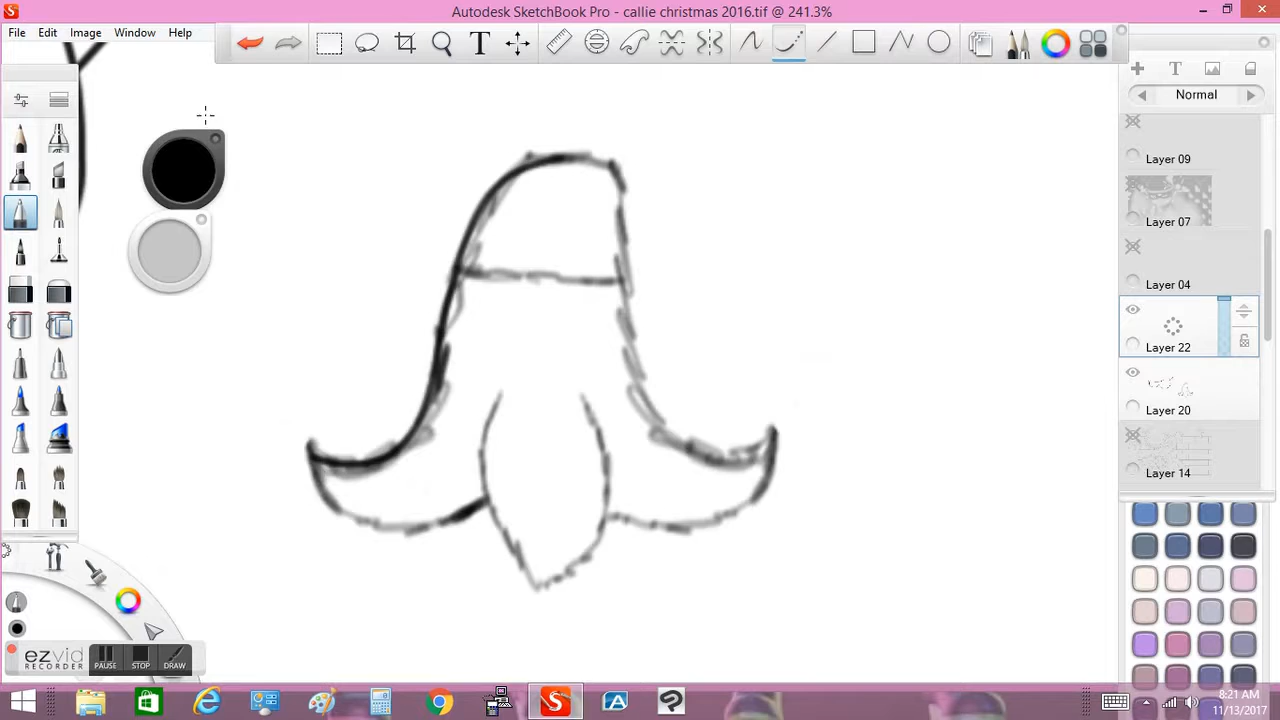 Autodesk SketchBook Pro - callie christmas 2016.tif @ 241.3%
File Edit Image Window Help
T
T
Normal
Layer 09
Layer 07
Layer 04
Layer 22
Layer 20
Layer 14
ezvid
RECORDER
PAUSE STOP DRAW
8:21 AM
11/13/2017